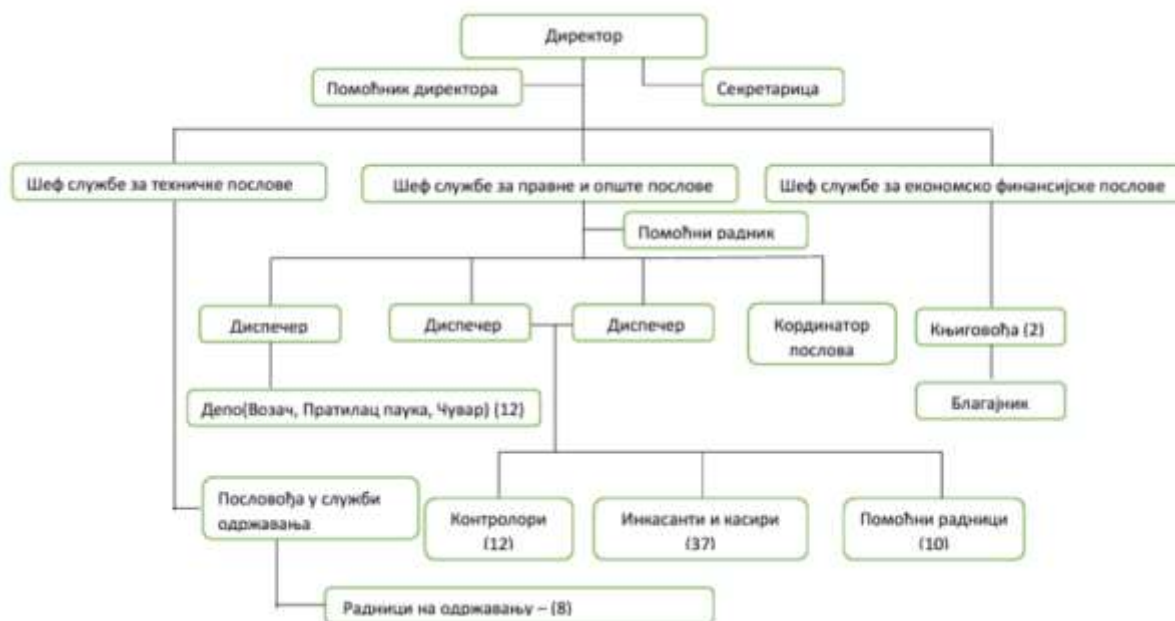 Директор
Помоћник директора
Секретарица
Шеф службе за техничке послове
Шеф службе за правне и опште послове
Шеф службе за економско финансијске послове
Помоћни радник
Диспечер
Диспечер
Диспечер
Кординатор
послова
Књиговођа (2)
Депо(Возач, Пратилац паука, Чувар) (12)
Благајник
Пословођа у служби
одржавања
Контролори
(12)
Инкасанти и касири
(37)
Помоћни радници
(10)
Радници на одржавању – (8)